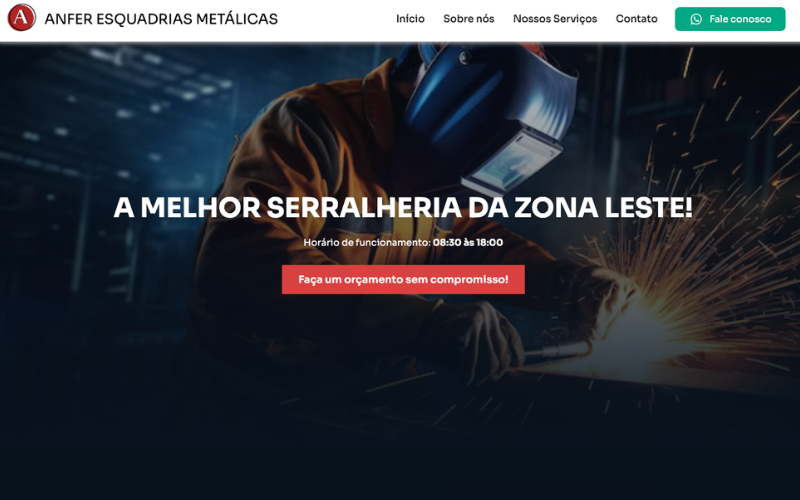 A
ANFER ESQUADRIAS METÁLICAS
Início
Sobre nós
Nossos Serviços
Contato
Fale conosco
A MELHOR SERRALHERIA DA ZONA LESTE!
Horário de funcionamento: 08:30 às 18:00
Faça um orçamento sem compromisso!